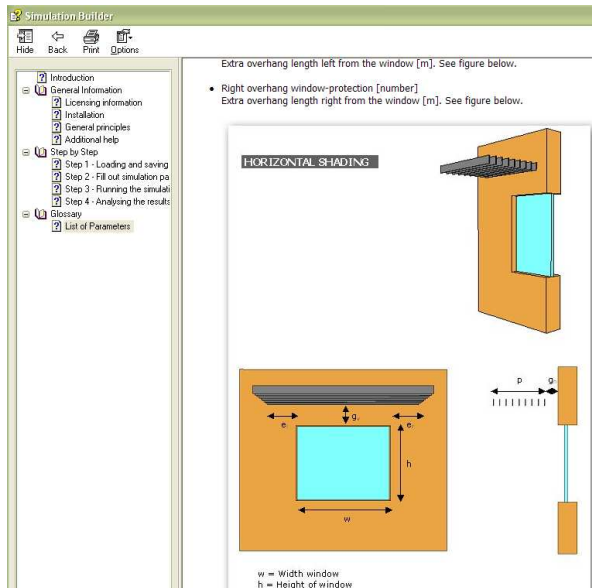 Simulation Builder
Hide Back Print Options
Introduction
General Information
Licensing information
Installation
General principles
Additional help
Step by Step
Step 1 - Loading and saving
Step 2 - Fill out simulation pa
Step 3 - Running the simulati
Step 4 - Analysing the results
Glossary
List of Parameters
Extra overhang length left from the window [m]. See figure below.
• Right overhang window-protection [number]
Extra overhang length right from the window [m]. See figure below.
HORIZONTAL SHADING
p g
e g e
h
w
w = Width window
h = Height of window